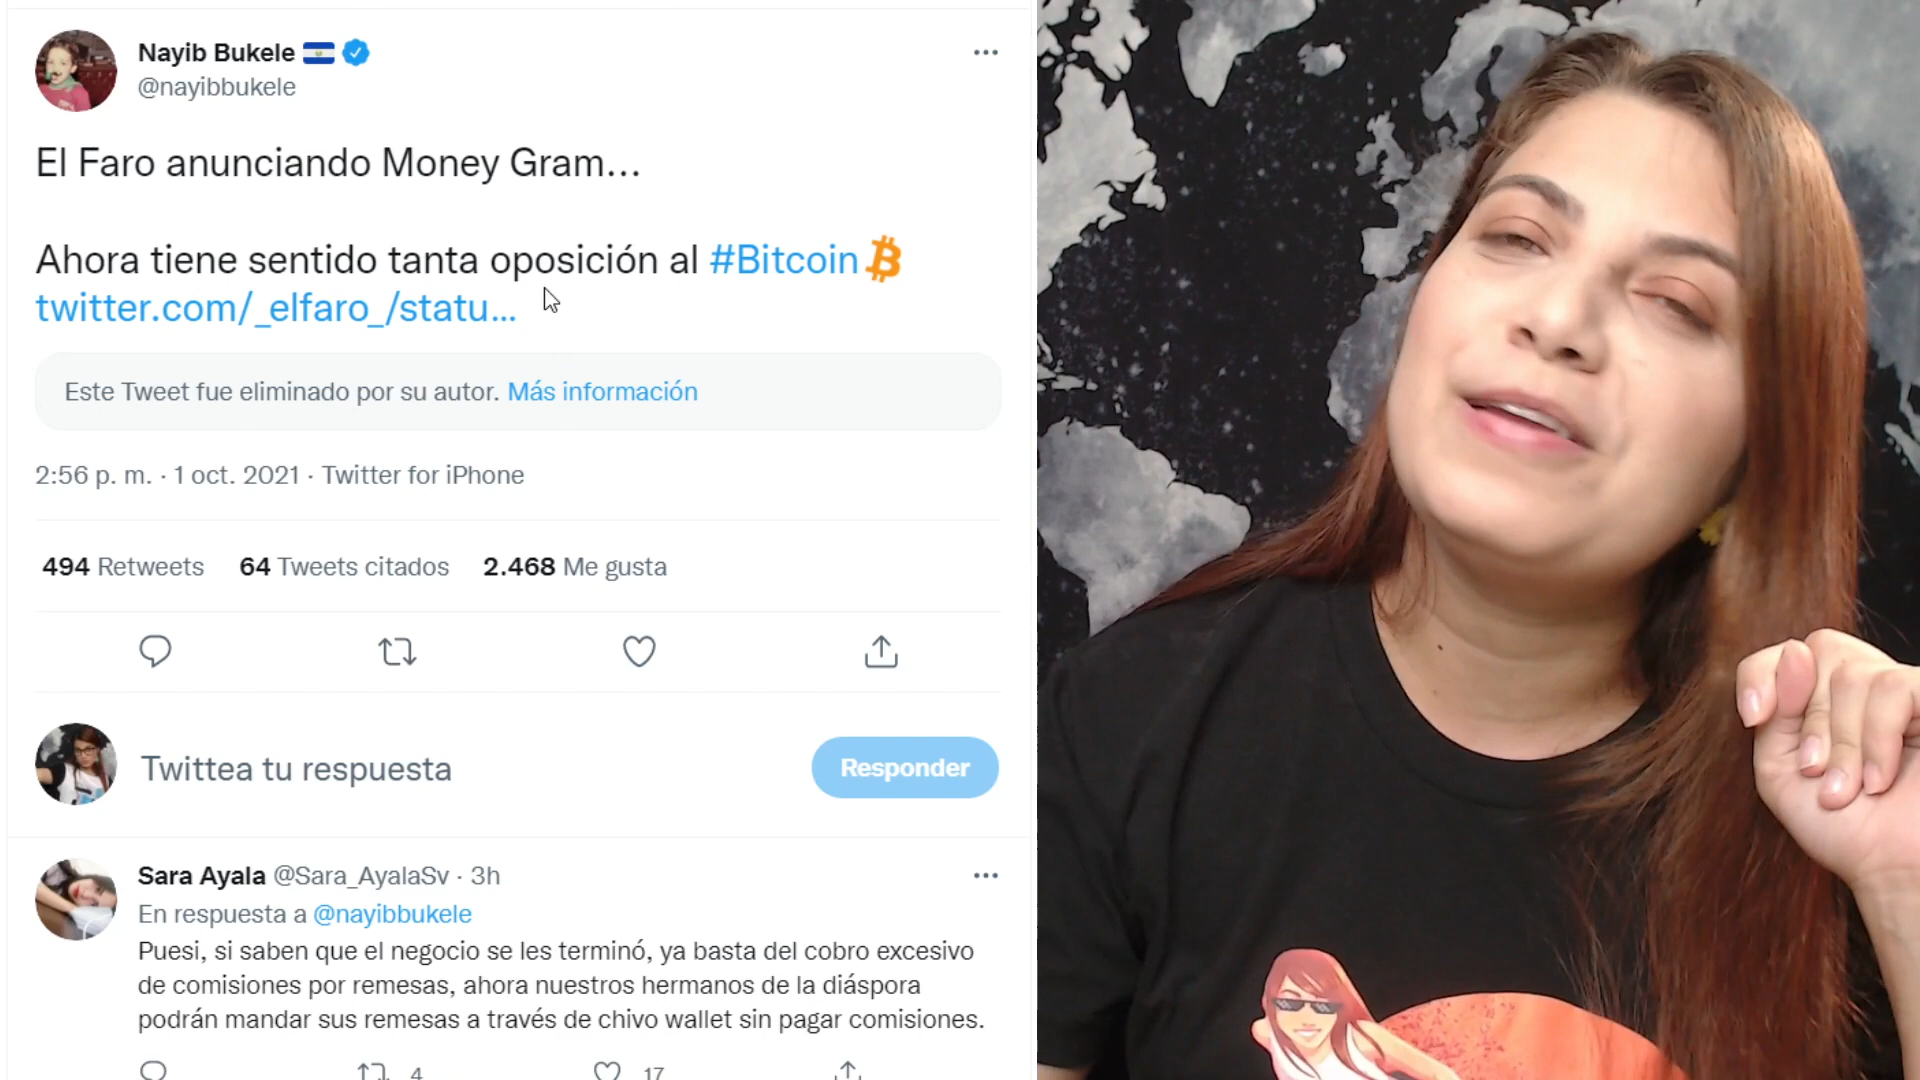 Nayib Bukele
@nayibbukele
El Faro anunciando Money Gram...
Ahora tiene sentido tanta oposición al #Bitcoin
twitter.com/_elfaro_/statu...
Este Tweet fue eliminado por su autor. Más información
2:56 p. m. · 1 oct. 2021 · Twitter for iPhone
494 Retweets 64 Tweets citados 2.468 Me gusta
Twittea tu respuesta
Responder
Sara Ayala @Sara_AyalaSv · 3h
En respuesta a @nayibbukele
Puesi, si saben que el negocio se les terminó, ya basta del cobro excesivo
de comisiones por remesas, ahora nuestros hermanos de la diáspora
podrán mandar sus remesas a través de chivo wallet sin pagar comisiones.
4 17